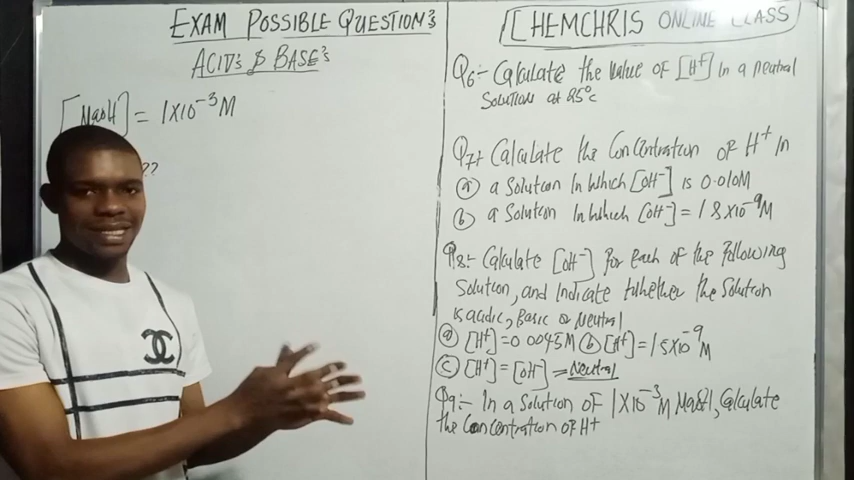 EXAM POSSIBLE QUESTION'S
ACID'S & BASE'S
[NaOH] = 1X10⁻³M
??
CHEMCHRIS ONLINE CLASS
Q6:- Calculate the value of [H⁺] in a neutral
Solution at 25°c
Q7:- Calculate the Concentration of H⁺ in
(a) a Solution in which [OH⁻] is 0.010M
(b) a Solution in which [OH⁻] = 1.8X10⁻⁹M
Q8:- Calculate [OH⁻] for each of the following
Solution, and indicate whether the Solution
is acidic, Basic or Neutral
(a) [H⁺]=0.0045M (b) [H⁺]=1.5X10⁻⁹M
(c) [H⁺]=[OH⁻] = Neutral
Q9:- In a Solution of 1X10⁻³M NaOH, Calculate
the Concentration of H⁺